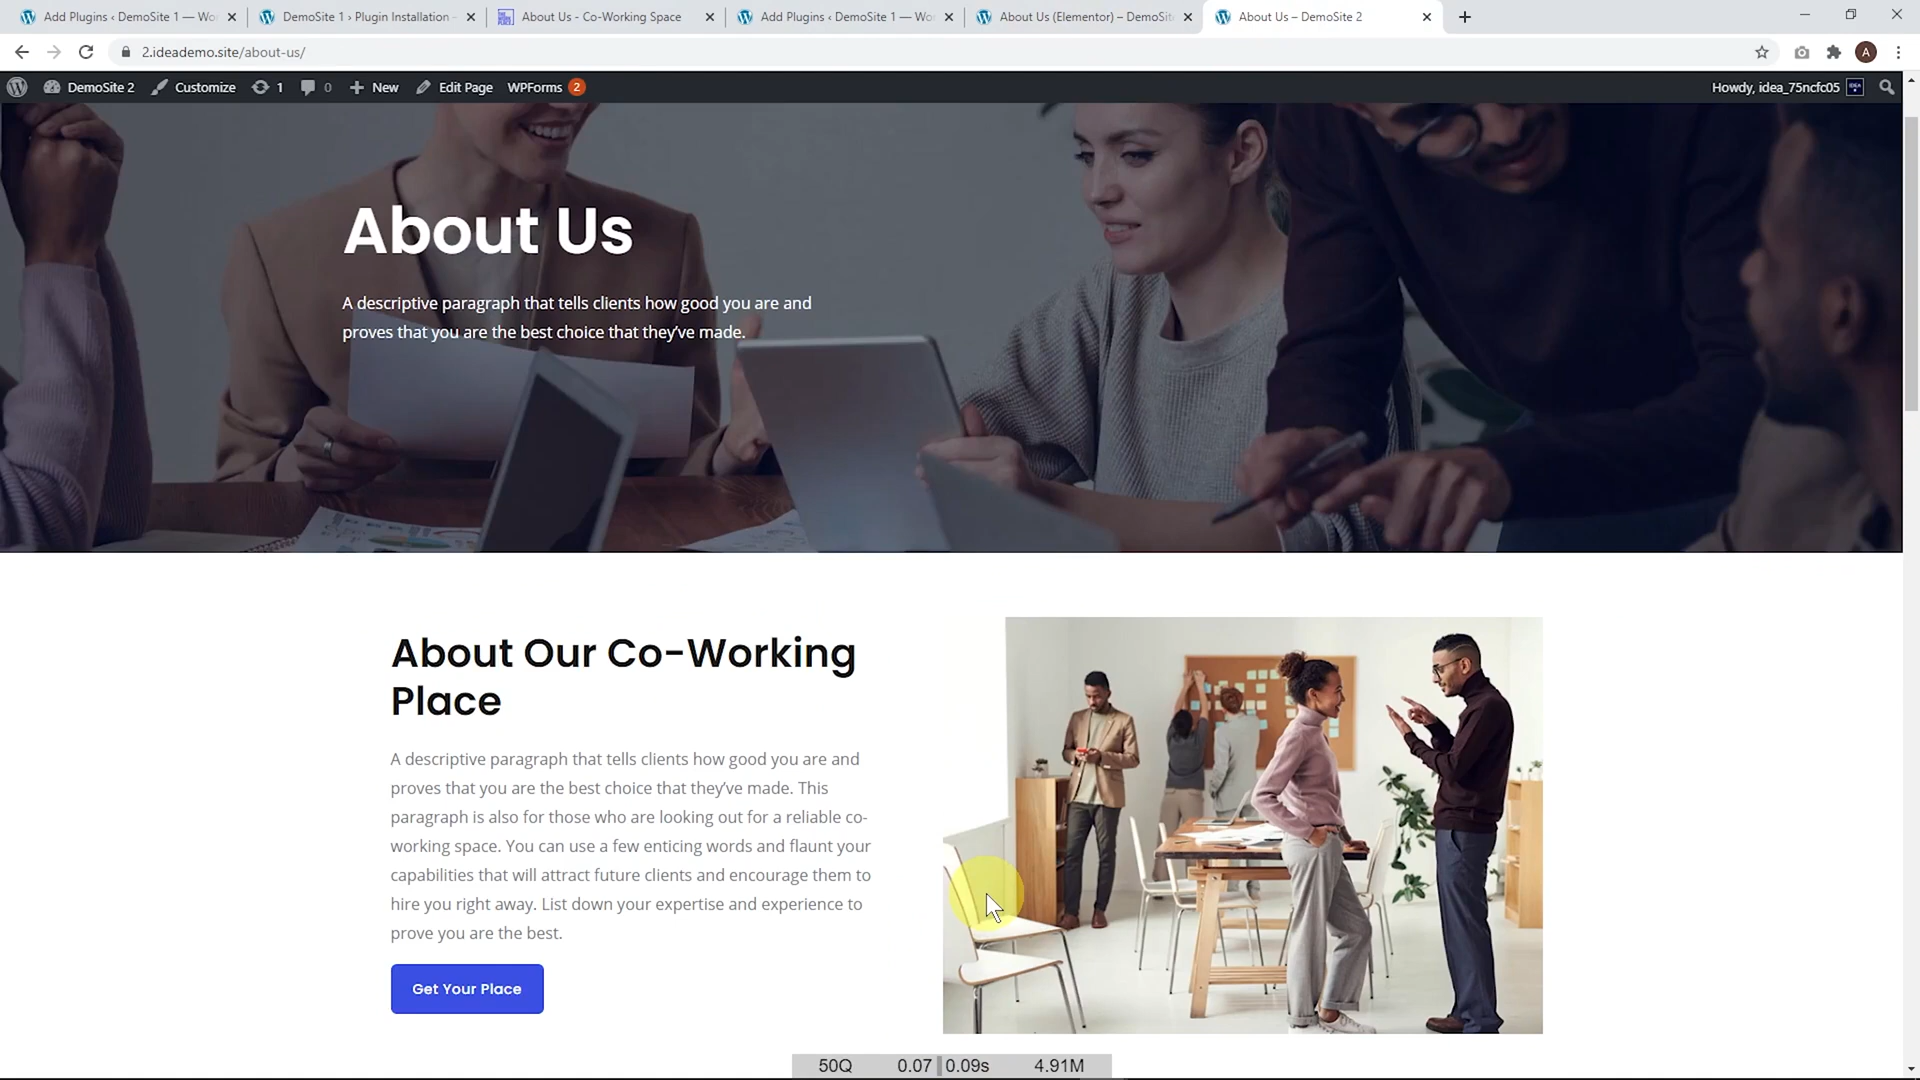 Add Plugins ‹ DemoSite 1 — Wor
DemoSite 1 › Plugin Installation -
About Us - Co-Working Space
Add Plugins ‹ DemoSite 1 — Wor
About Us (Elementor) – DemoSite
About Us – DemoSite 2
2.ideademo.site/about-us/
A
DemoSite 2
Customize
1
0
New
Edit Page
WPForms 2
Howdy, idea_75ncfc05
About Us
A descriptive paragraph that tells clients how good you are and
proves that you are the best choice that they’ve made.
About Our Co-Working
Place
A descriptive paragraph that tells clients how good you are and
proves that you are the best choice that they’ve made. This
paragraph is also for those who are looking out for a reliable co-
working space. You can use a few enticing words and flaunt your
capabilities that will attract future clients and encourage them to
hire you right away. List down your expertise and experience to
prove you are the best.
Get Your Place
50Q 0.07 0.09s 4.91M